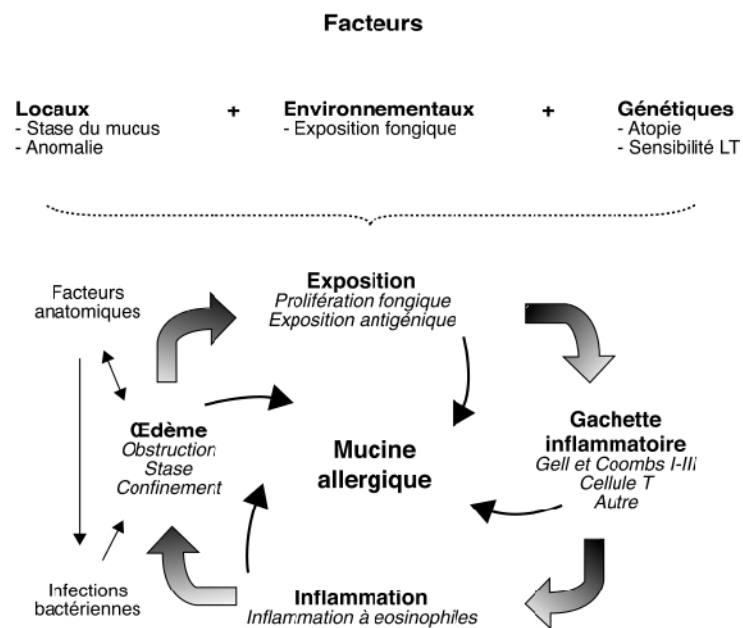 Facteurs
Locaux + Environnementaux + Génétiques
- Stase du mucus - Exposition fongique - Atopie
- Anomalie - Sensibilité LT
Exposition
Prolifération fongique
Exposition antigénique
Facteurs
anatomiques
Œdème
Obstruction
Stase
Confinement
Mucine
allergique
Gachette
inflammatoire
Gell et Coombs I-III
Cellule T
Autre
Infections
bactériennes
Inflammation
Inflammation à eosinophiles